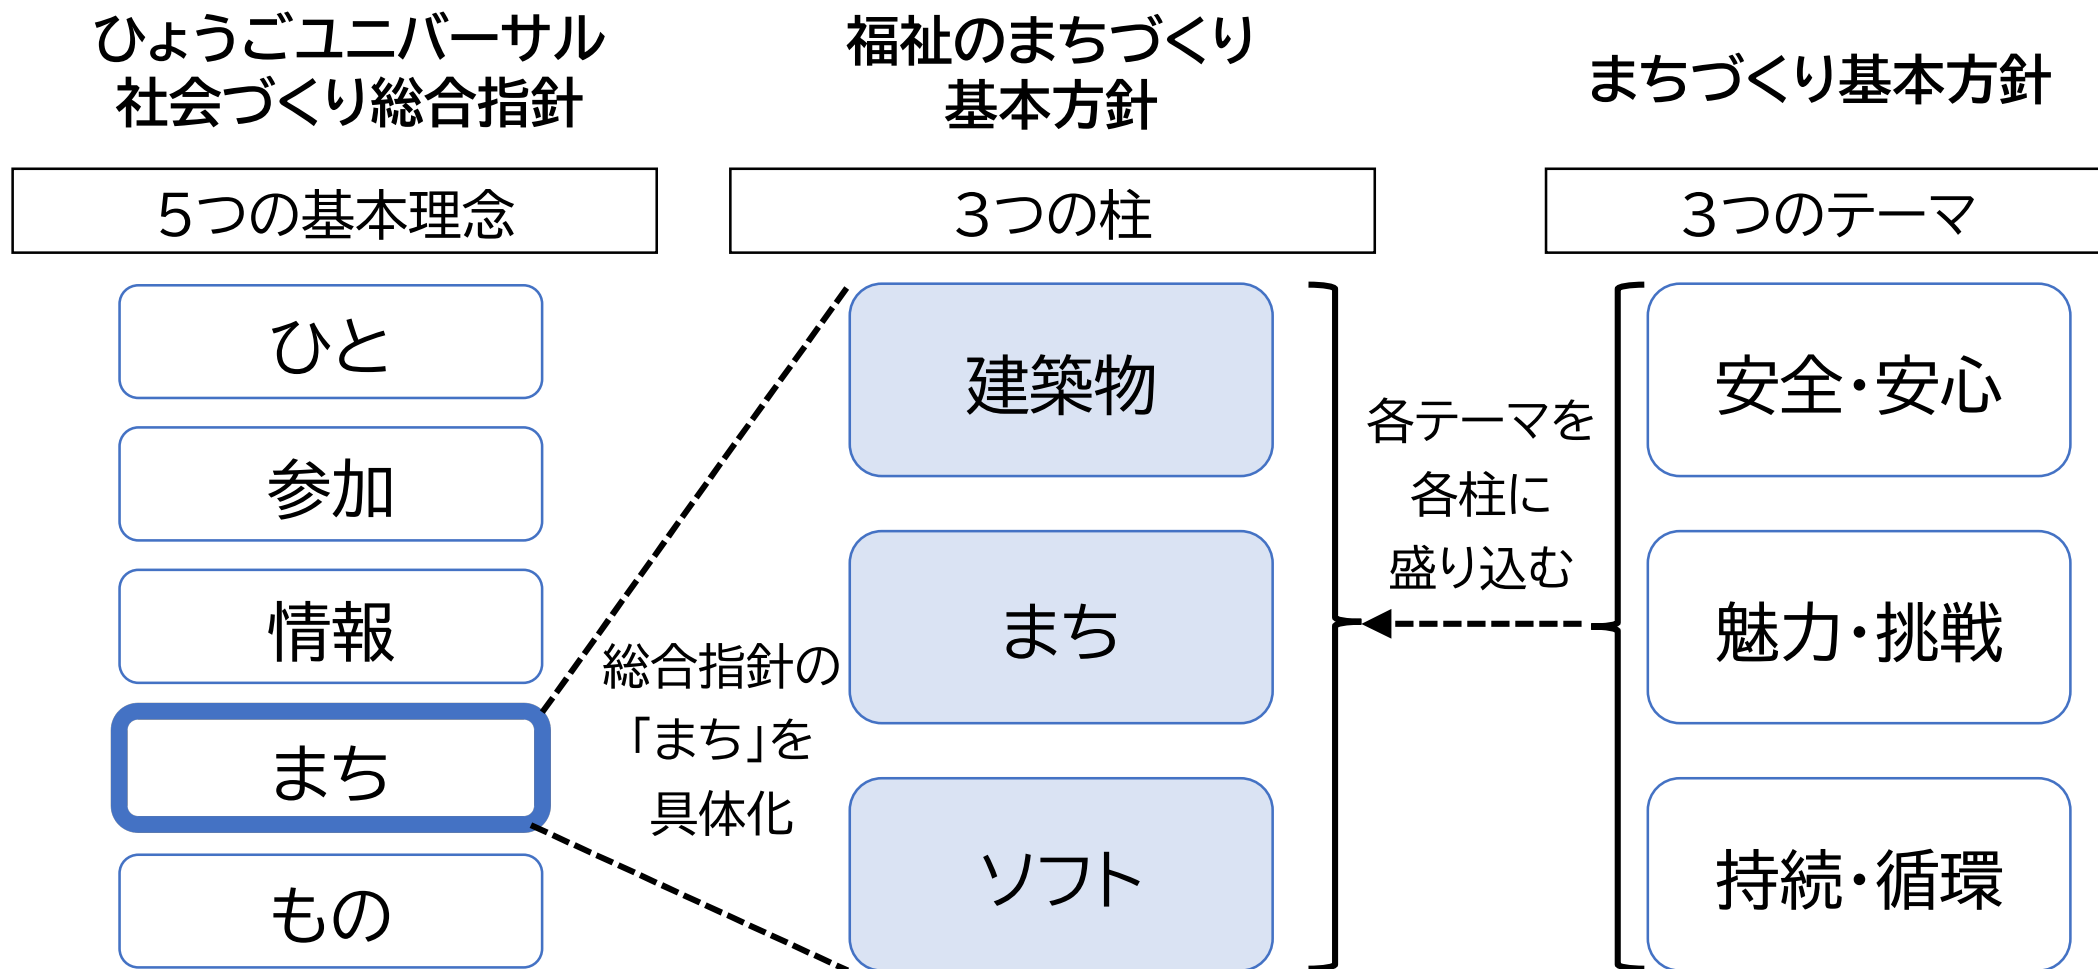 ひょうごユニバーサル
社会づくり総合指針
５つの基本理念
ひと
参加
情報
まち
もの
総合指針の
「まち」を
具体化
福祉のまちづくり
基本方針
３つの柱
建築物
まち
ソフト
各テーマを
各柱に
盛り込む
まちづくり基本方針
３つのテーマ
安全・安心
魅力・挑戦
持続・循環